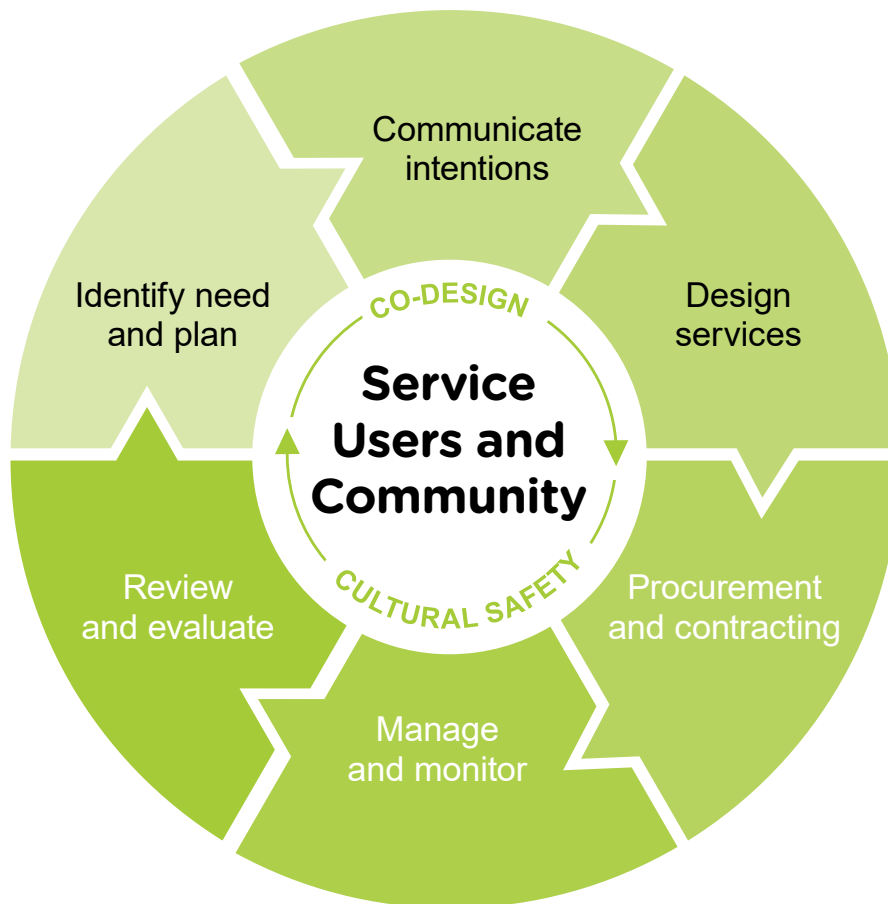 Communicate
intentions
Design
services
Procurement
and contracting
Manage
and monitor
Review
and evaluate
Identify need
and plan
CO-DESIGN
Service
Users and
Community
CULTURAL SAFETY